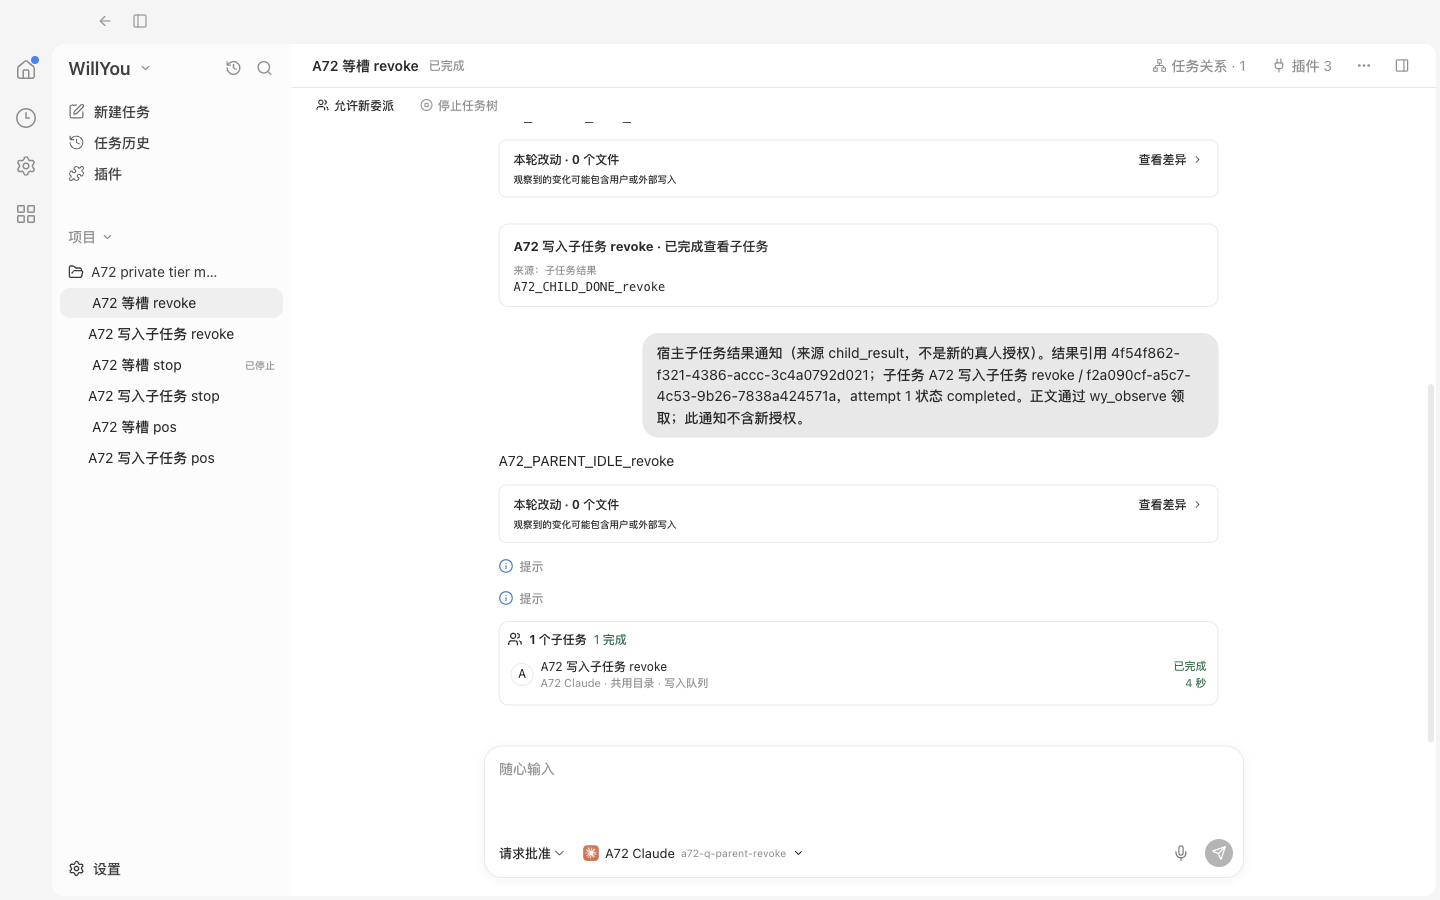 WillYou
新建任务
任务历史
插件
项目
A72 private tier m...
A72 等槽 revoke
A72 写入子任务 revoke
A72 等槽 stop 已停止
A72 写入子任务 stop
A72 等槽 pos
A72 写入子任务 pos
设置
A72 等槽 revoke 已完成
任务关系 · 1
插件 3
允许新委派
停止任务树
本轮改动 · 0 个文件
查看差异
观察到的变化可能包含用户或外部写入
A72 写入子任务 revoke · 已完成查看子任务
来源：子任务结果
A72_CHILD_DONE_revoke
宿主子任务结果通知（来源 child_result，不是新的真人授权）。结果引用 4f54f862-
f321-4386-accc-3c4a0792d021；子任务 A72 写入子任务 revoke / f2a090cf-a5c7-
4c53-9b26-7838a424571a，attempt 1 状态 completed。正文通过 wy_observe 领
取；此通知不含新授权。
A72_PARENT_IDLE_revoke
本轮改动 · 0 个文件
查看差异
观察到的变化可能包含用户或外部写入
提示
提示
1 个子任务 1 完成
A
A72 写入子任务 revoke
已完成
A72 Claude · 共用目录 · 写入队列
4 秒
随心输入
请求批准
A72 Claude a72-q-parent-revoke